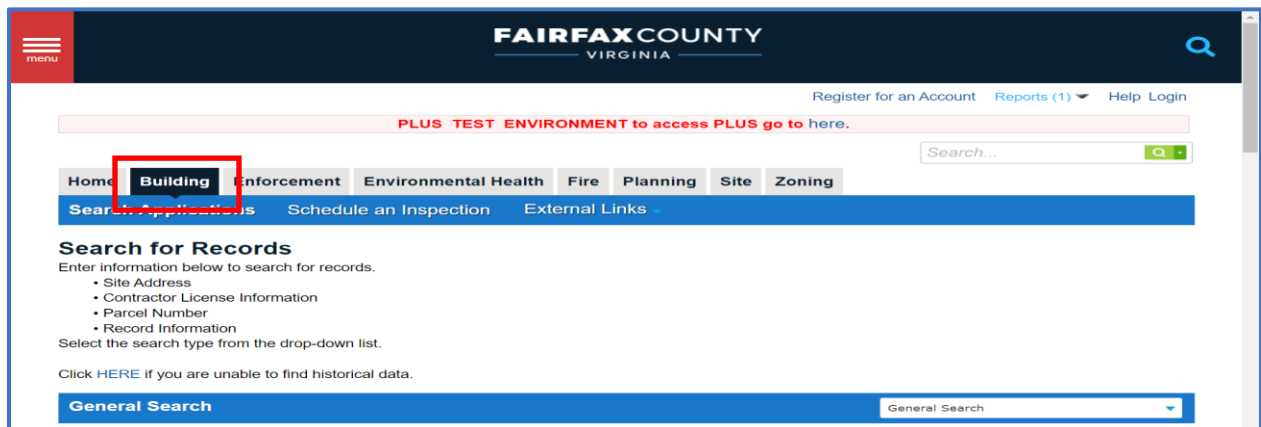 FAIRFAX COUNTY
VIRGINIA
menu
Register for an Account Reports (1) Help Login
PLUS TEST ENVIRONMENT to access PLUS go to here.
Search...
Home Building Enforcement Environmental Health Fire Planning Site Zoning
Search Applications Schedule an Inspection External Links
Search for Records
Enter information below to search for records.
• Site Address
• Contractor License Information
• Parcel Number
• Record Information
Select the search type from the drop-down list.
Click HERE if you are unable to find historical data.
General Search General Search